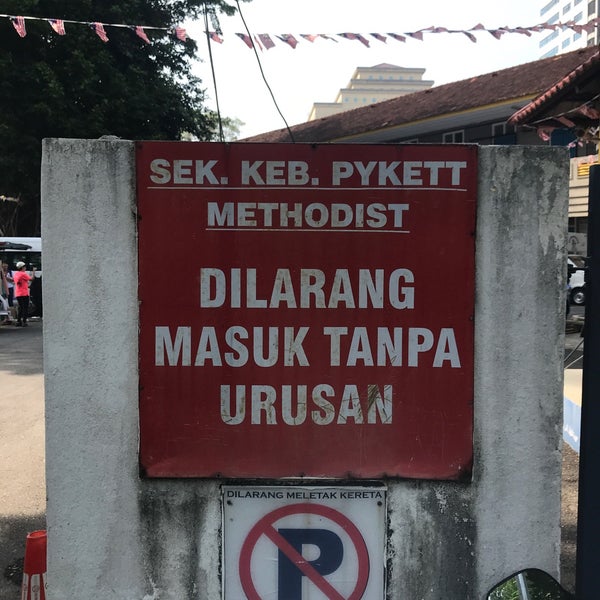 SEK. KEB. PYKETT
METHODIST
DILARANG
MASUK TANPA
URUSAN
DILARANG MELETAK KERETA
P